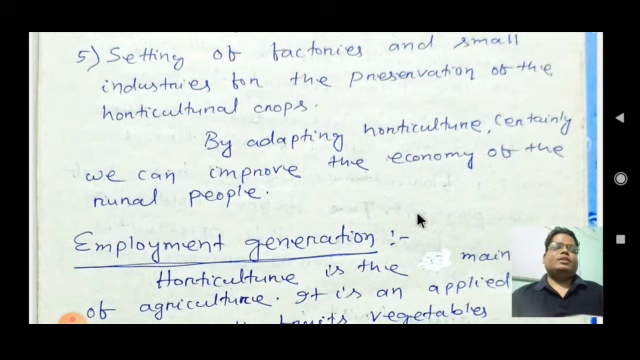 5) Setting of factories and small
industries for the preservation of the
horticultural crops.
By adapting horticulture, certainly
we can improve the economy of the
rural people.
Employment generation :-
Horticulture is the main
of agriculture. It is an applied
fruits vegetables